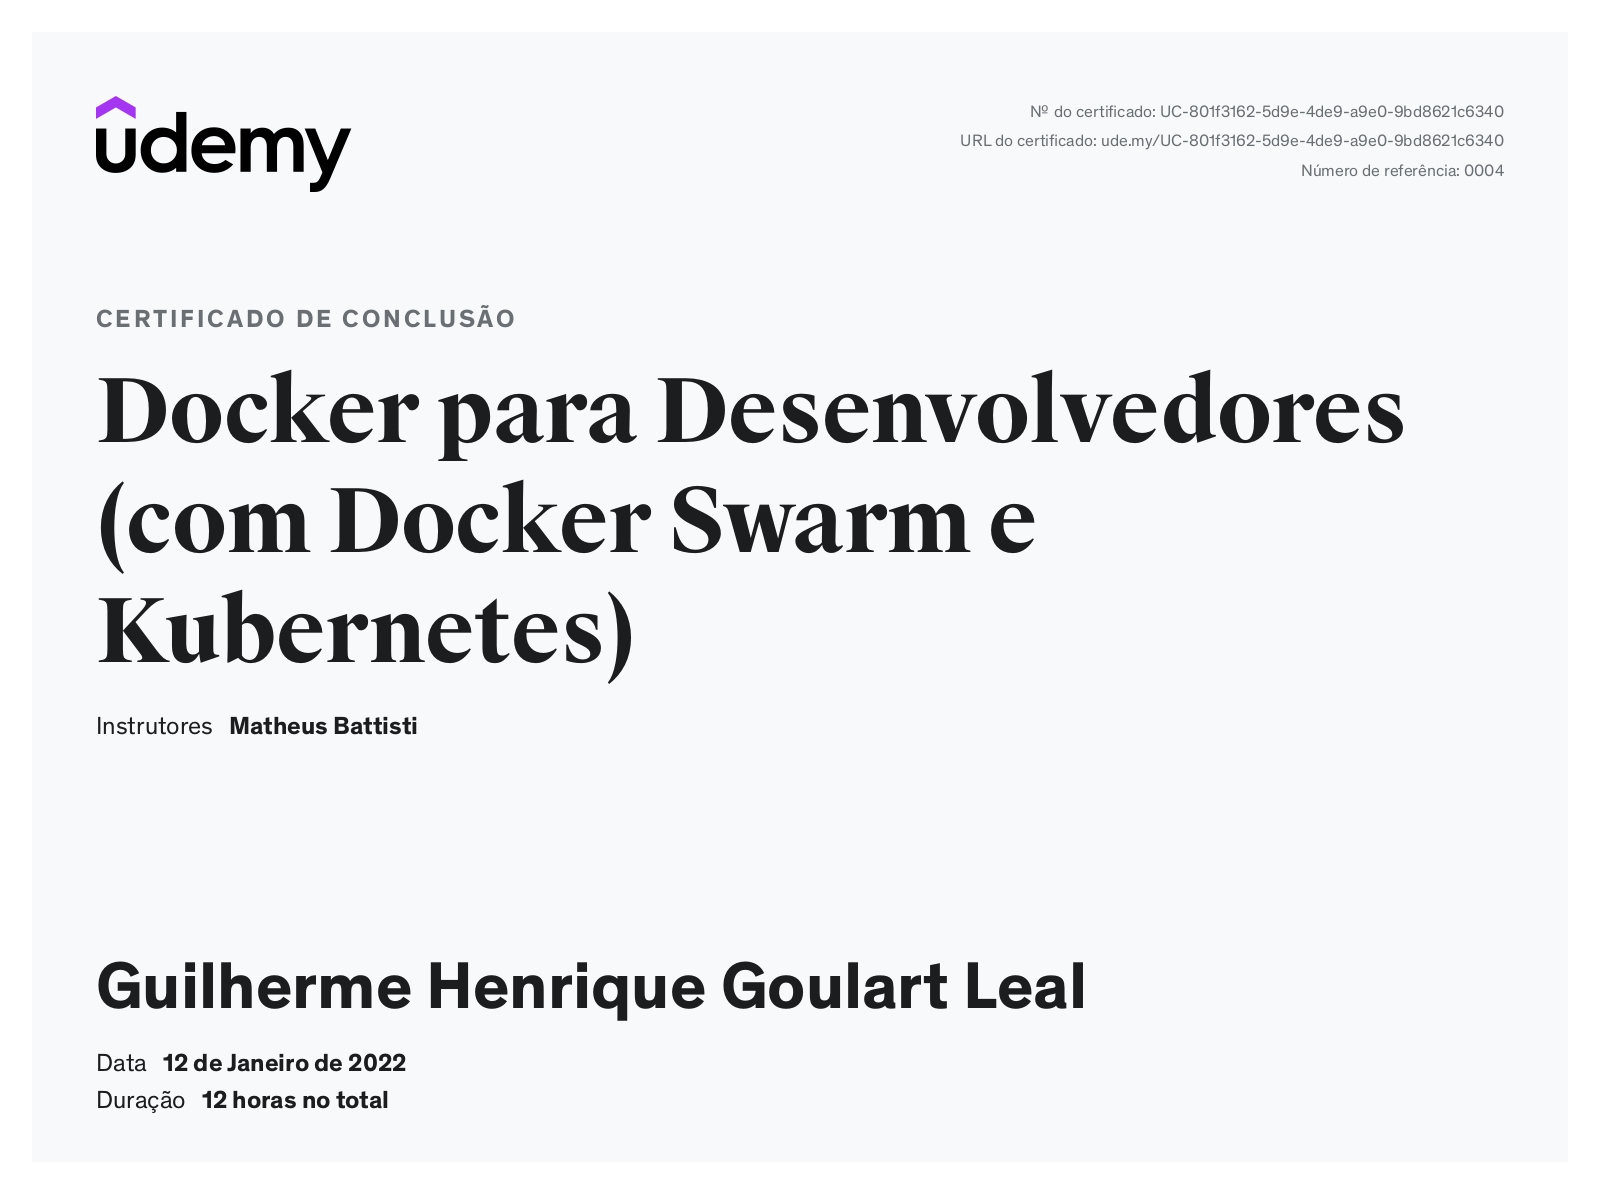 udemy
Nº do certificado: UC-801f3162-5d9e-4de9-a9e0-9bd8621c6340
URL do certificado: ude.my/UC-801f3162-5d9e-4de9-a9e0-9bd8621c6340
Número de referência: 0004
CERTIFICADO DE CONCLUSÃO
Docker para Desenvolvedores
(com Docker Swarm e
Kubernetes)
Instrutores Matheus Battisti
Guilherme Henrique Goulart Leal
Data 12 de Janeiro de 2022
Duração 12 horas no total